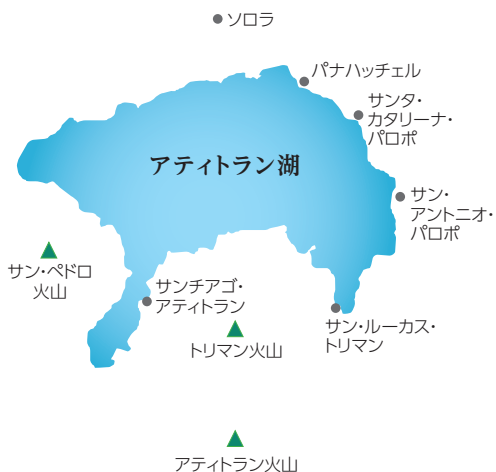 ソロラ
パナハッチェル
サンタ・
カタリーナ・
パロポ
アティトラン湖
サン・
アントニオ・
パロポ
サン・ペドロ
火山
サンチアゴ・
アティトラン
サン・ルーカス・
トリマン
トリマン火山
アティトラン火山